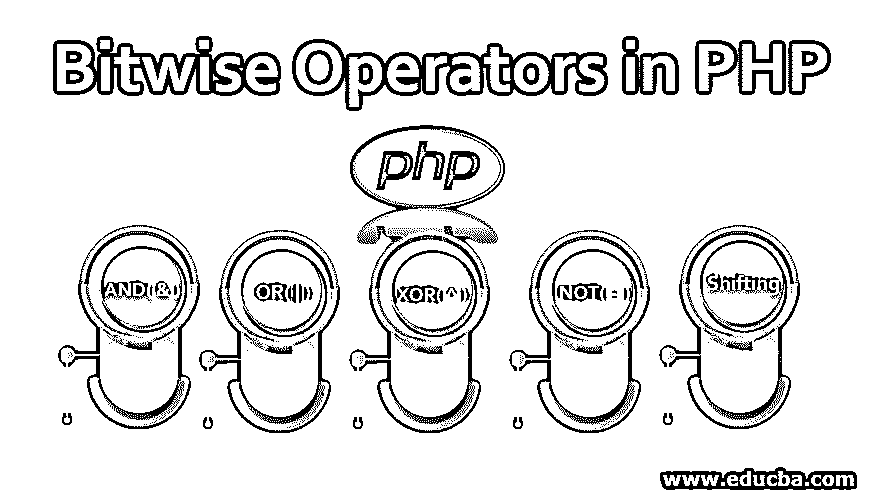 Bitwise Operators in PHP
php
AND(&)
OR(|)
XOR(^)
NOT(~)
Shifting
www.educba.com